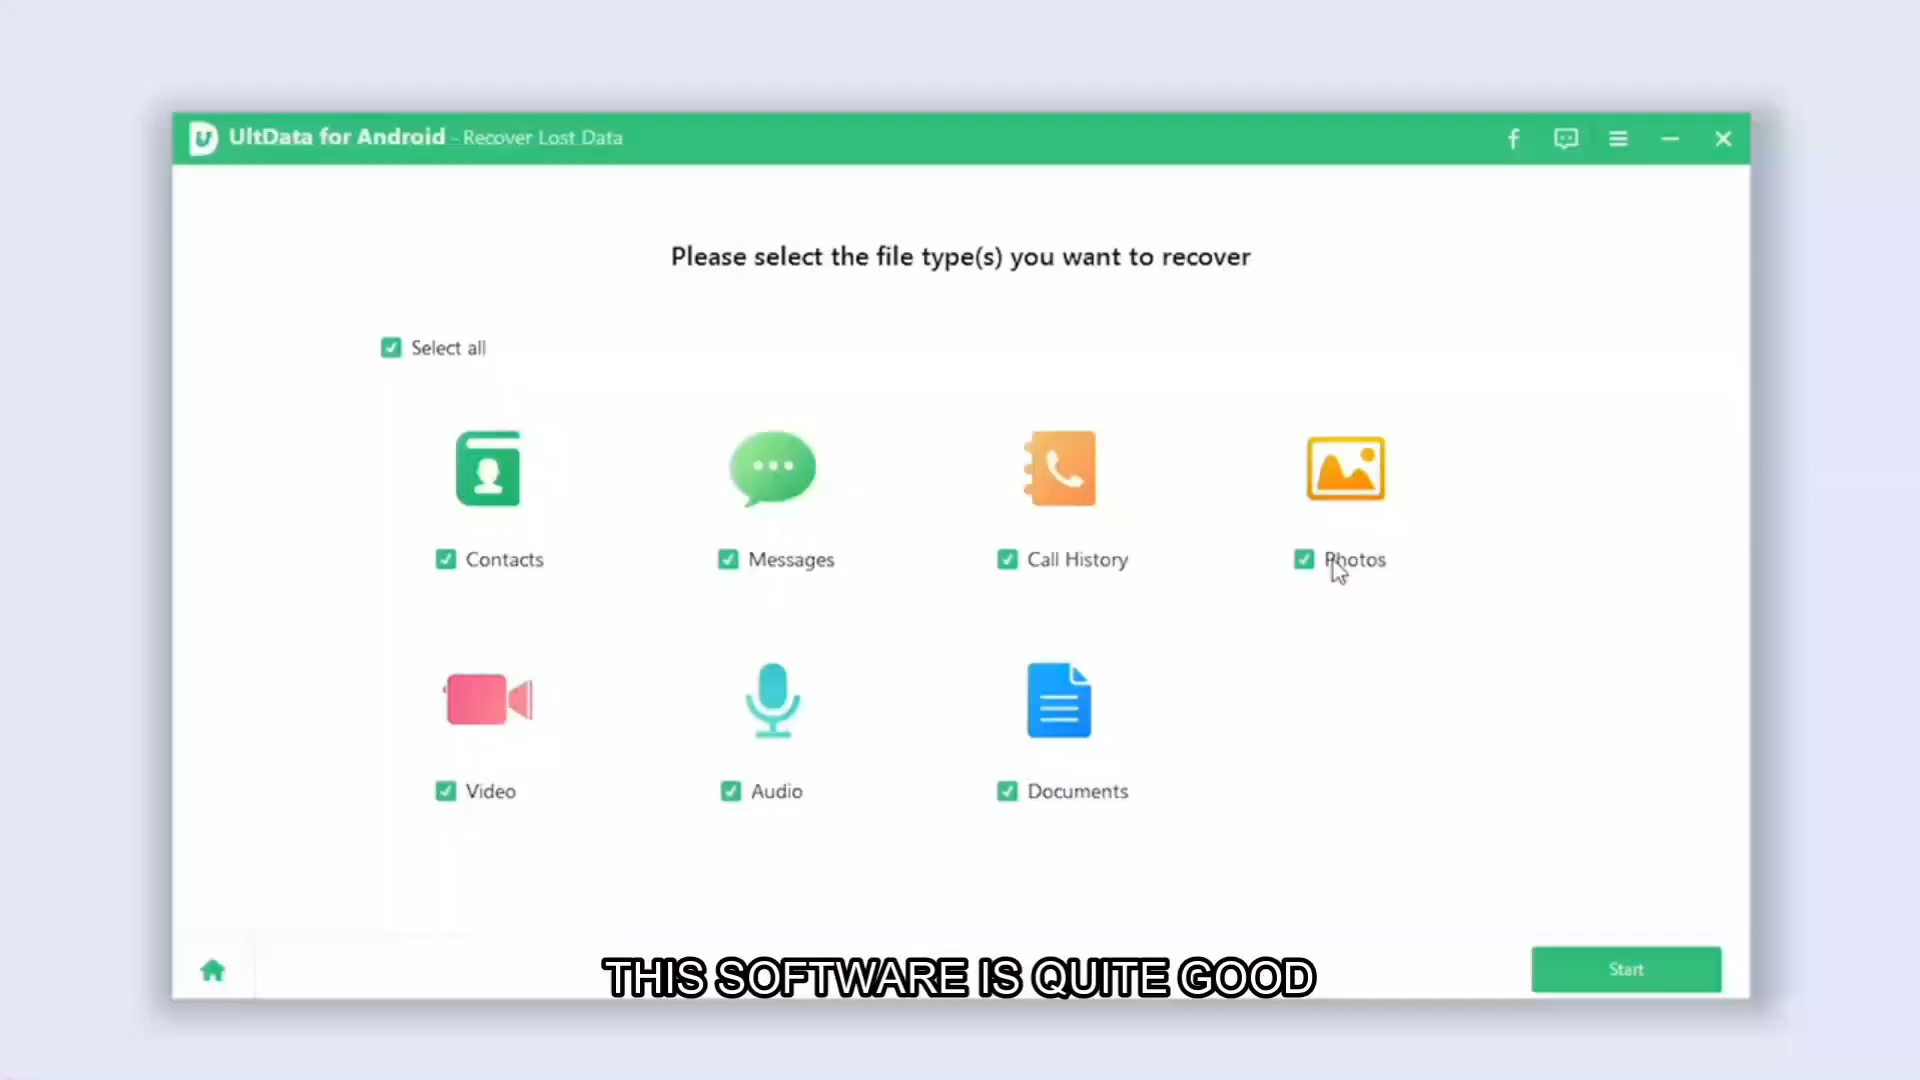 UltData for Android - Recover Lost Data
Please select the file type(s) you want to recover
Select all
Contacts
Messages
Call History
Photos
Video
Audio
Documents
THIS SOFTWARE IS QUITE GOOD
Start